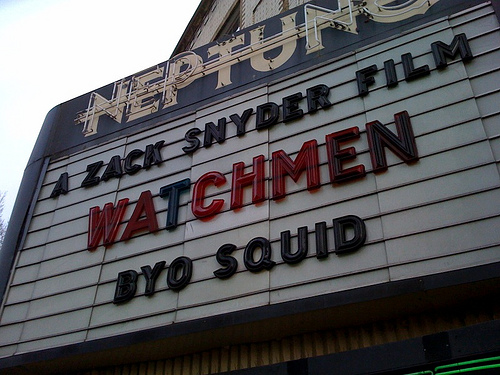 NEPTUNE
A ZACK SNYDER FILM
WATCHMEN
BYO SQUID